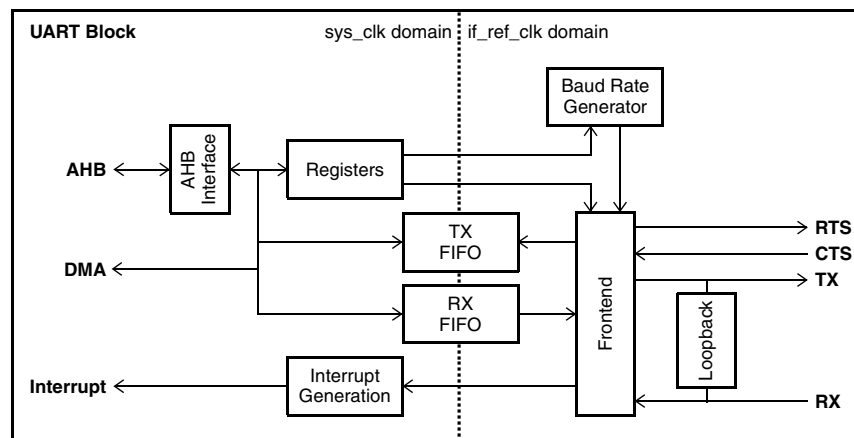 UART Block
sys_clk domain
if_ref_clk domain
Baud Rate
Generator
AHB
AHB
Interface
Registers
TX
FIFO
RTS
CTS
TX
DMA
RX
FIFO
Frontend
Loopback
Interrupt
Interrupt
Generation
RX